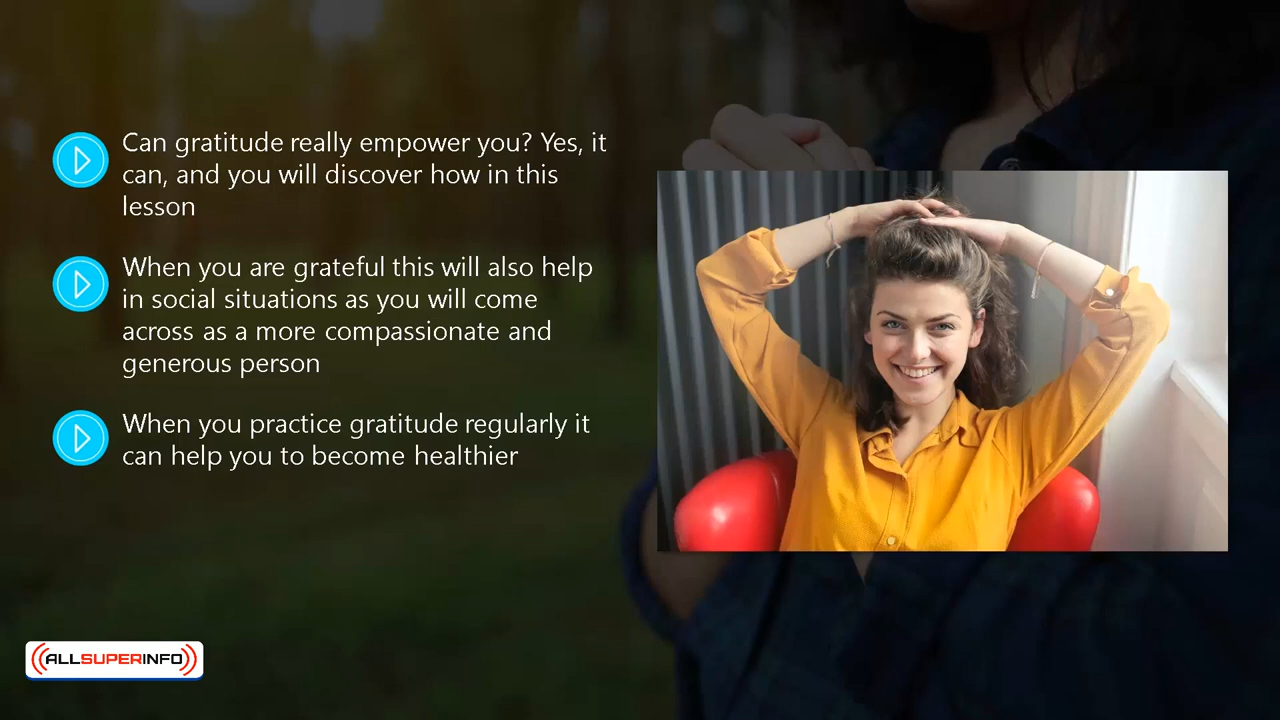 Can gratitude really empower you? Yes, it
can, and you will discover how in this
lesson
When you are grateful this will also help
in social situations as you will come
across as a more compassionate and
generous person
When you practice gratitude regularly it
can help you to become healthier
ALLSUPERINFO